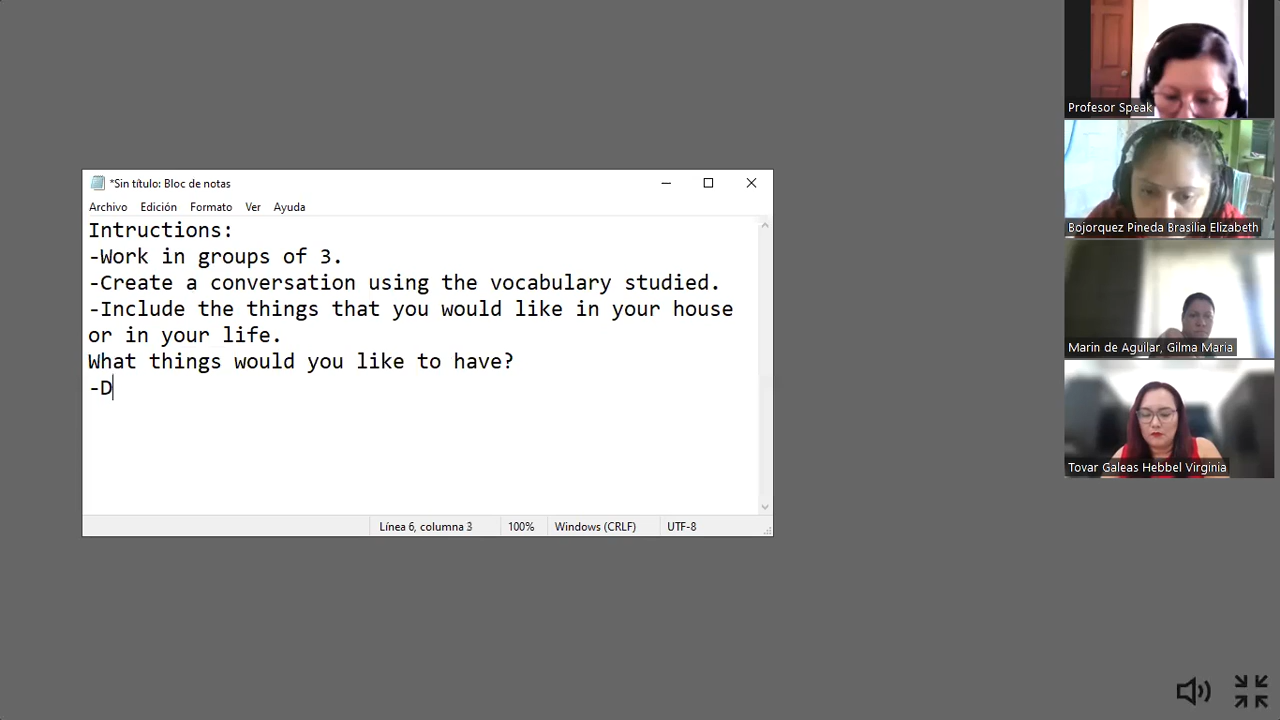 *Sin título: Bloc de notas
Archivo Edición Formato Ver Ayuda
Intructions:
-Work in groups of 3.
-Create a conversation using the vocabulary studied.
-Include the things that you would like in your house
or in your life.
What things would you like to have?
-D
Línea 6, columna 3 100% Windows (CRLF) UTF-8
Profesor Speak
Bojorquez Pineda Brasilia Elizabeth
Marin de Aguilar, Gilma Maria
Tovar Galeas Hebbel Virginia